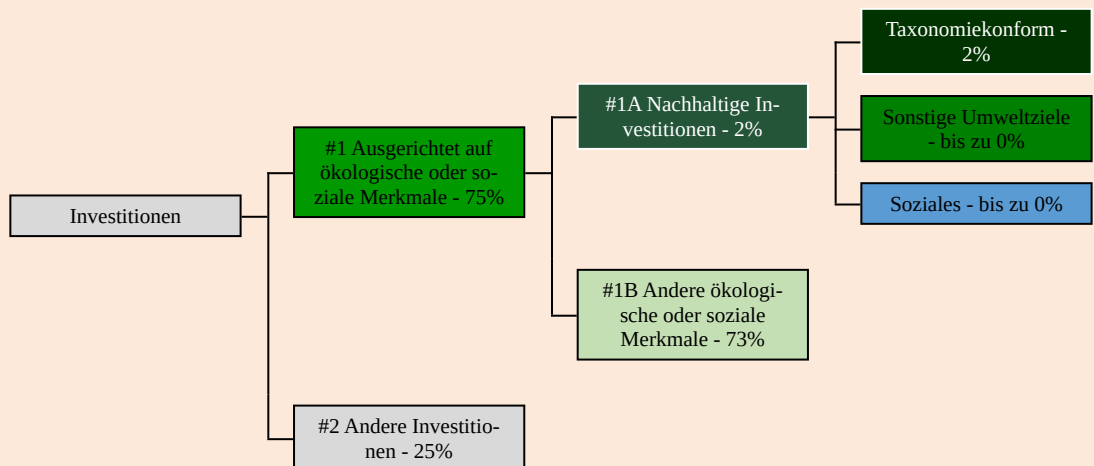 Investitionen
#1 Ausgerichtet auf
ökologische oder so-
ziale Merkmale - 75%
#2 Andere Investitio-
nen - 25%
#1A Nachhaltige In-
vestitionen - 2%
#1B Andere ökologi-
sche oder soziale
Merkmale - 73%
Taxonomiekonform -
2%
Sonstige Umweltziele
- bis zu 0%
Soziales - bis zu 0%